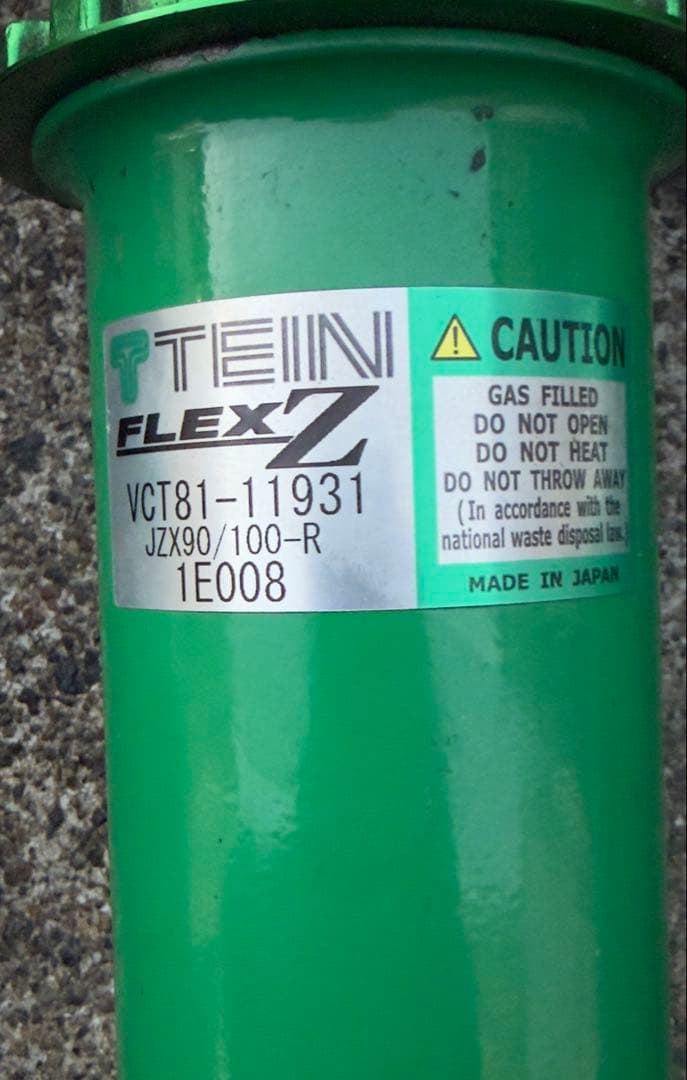 TEIN
FLEX Z
VCT81-11931
JZX90/100-R
1E008
CAUTION
GAS FILLED
DO NOT OPEN
DO NOT HEAT
DO NOT THROW AWAY
(In accordance with the
national waste disposal law.)
MADE IN JAPAN